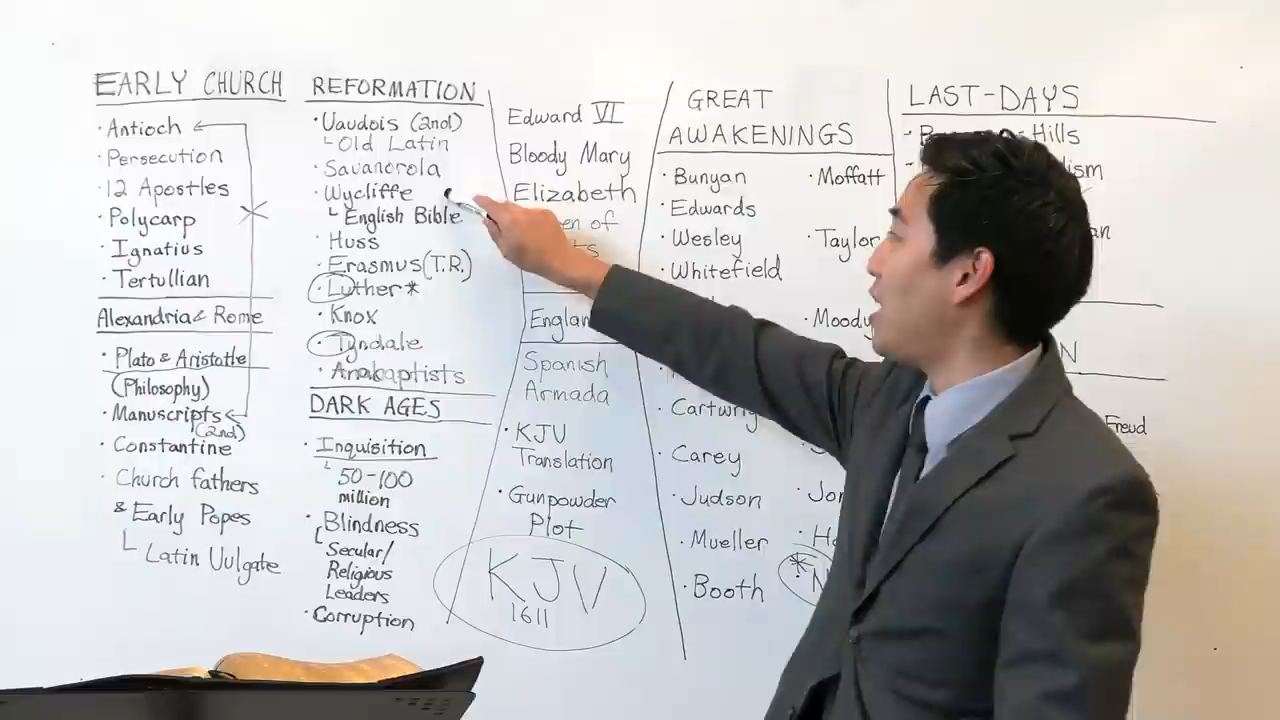 EARLY CHURCH
· Antioch
· Persecution
· 12 Apostles
· Polycarp
· Ignatius
· Tertullian
Alexandria & Rome
· Plato & Aristotle
(Philosophy)
· Manuscripts
(2nd)
· Constantine
· Church fathers
& Early Popes
Latin Vulgate
REFORMATION
· Vaudois (2nd)
Old Latin
· Savanorola
· Wycliffe
English Bible
· Huss
· Erasmus (T.R.)
· Luther*
· Knox
· Tyndale
· Anabaptists
DARK AGES
· Inquisition
50-100
million
· Blindness
Secular/
Religious
Leaders
· Corruption
Edward VI
Bloody Mary
Elizabeth
of
Spanish
Armada
· KJV
Translation
· Gunpowder
Plot
KJV
1611
GREAT
AWAKENINGS
· Bunyan
· Edwards
· Wesley
· Whitefield
· Carey
· Judson
· Mueller
· Booth
· Moffatt
· Taylor
· Moody
LAST-DAYS
Hills
Freud